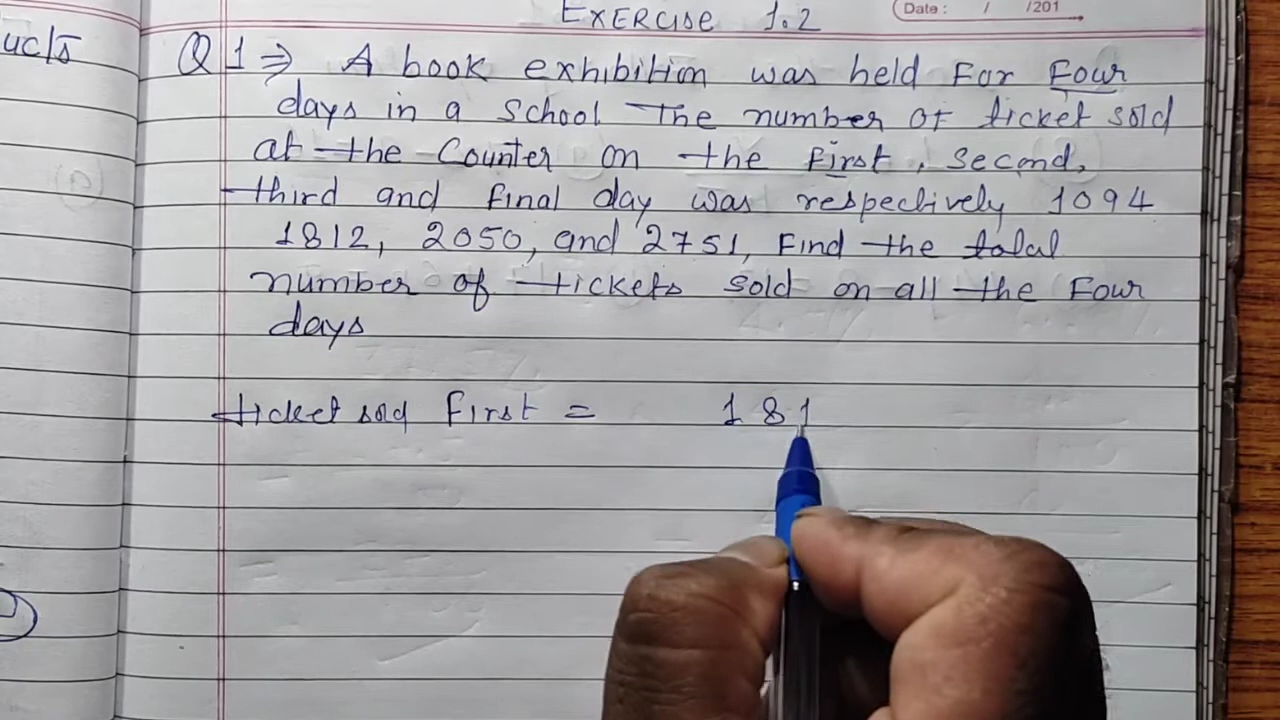 EXERCISE 1.2
Date : / /201
uc/s
Q1 ⇒ A book exhibition was held For Four
days in a School. The number of ticket sold
at the Counter on the First, Second,
third and final day was respectively 1094
1812, 2050, and 2751, Find the total
number of tickets sold on all the Four
days
ticket sold First = 181